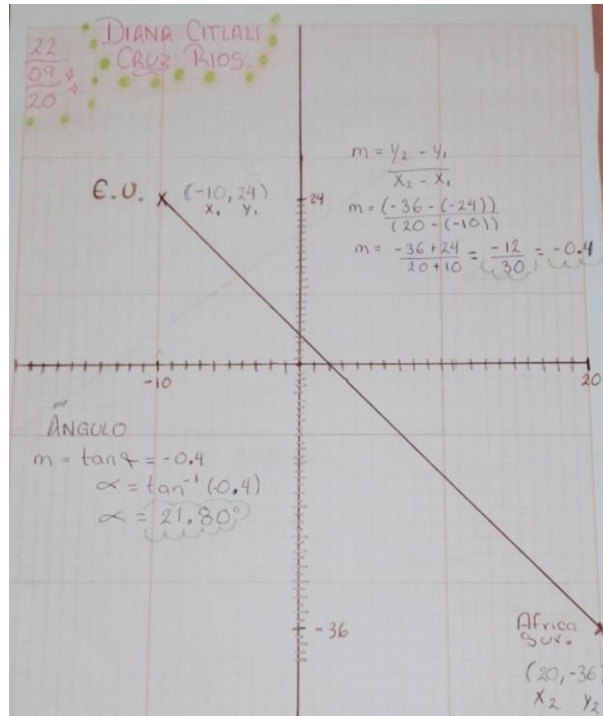 22
09
20
DIANA CITLALI
CRUZ RIOS.
m = y₂ - y₁
x₂ - x₁
E.U. x (-10, 24)
x₁ y₁
24
m = (-36 - (-24))
(20 - (-10))
m = -36 + 24 = -12 = -0.4
20 + 10 30
-10
20
ÁNGULO
m = tan α = -0.4
α = tan⁻¹ (-0.4)
α = 21.80°
-36
Africa
sur.
(20, -36)
x₂ y₂